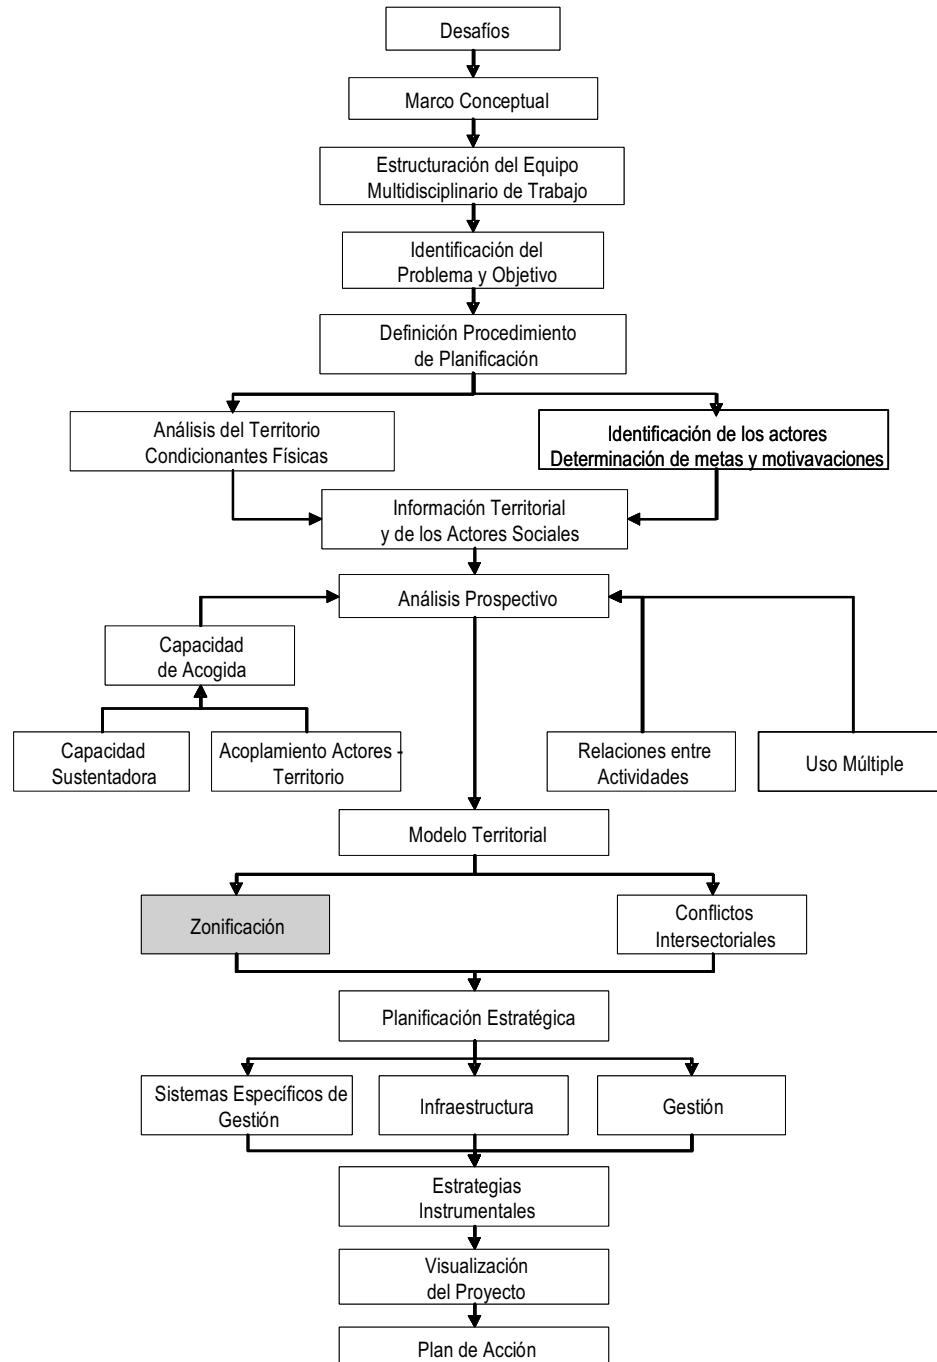 Desafíos
Marco Conceptual
Estructuración del Equipo
Multidisciplinario de Trabajo
Identificación del
Problema y Objetivo
Definición Procedimiento
de Planificación
Análisis del Territorio
Condicionantes Físicas
Identificación de los actores
Determinación de metas y motivavaciones
Información Territorial
y de los Actores Sociales
Análisis Prospectivo
Capacidad
de Acogida
Capacidad
Sustentadora
Acoplamiento Actores -
Territorio
Relaciones entre
Actividades
Uso Múltiple
Modelo Territorial
Zonificación
Conflictos
Intersectoriales
Planificación Estratégica
Sistemas Específicos de
Gestión
Infraestructura
Gestión
Estrategias
Instrumentales
Visualización
del Proyecto
Plan de Acción